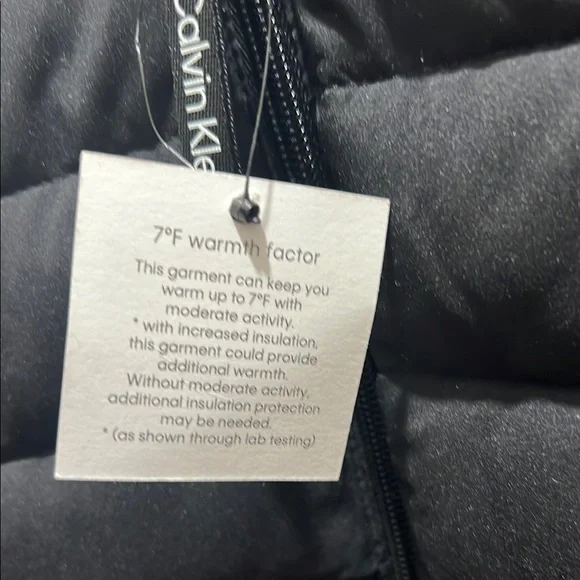 Calvin Kle
7°F warmth factor
This garment can keep you
warm up to 7°F with
moderate activity.
* with increased insulation,
this garment could provide
additional warmth.
Without moderate activity,
additional insulation protection
may be needed.
* (as shown through lab testing)